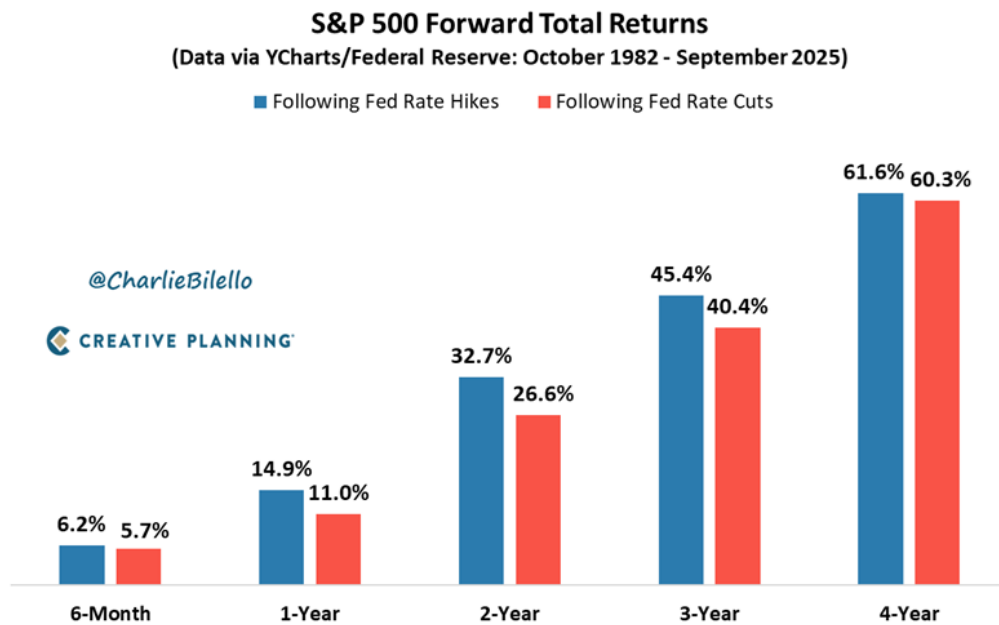 S&P 500 Forward Total Returns
(Data via YCharts/Federal Reserve: October 1982 - September 2025)
Following Fed Rate Hikes Following Fed Rate Cuts
61.6% 60.3%
@CharlieBilello
45.4%
40.4%
CREATIVE PLANNING
32.7%
26.6%
14.9%
11.0%
6.2% 5.7%
6-Month 1-Year 2-Year 3-Year 4-Year